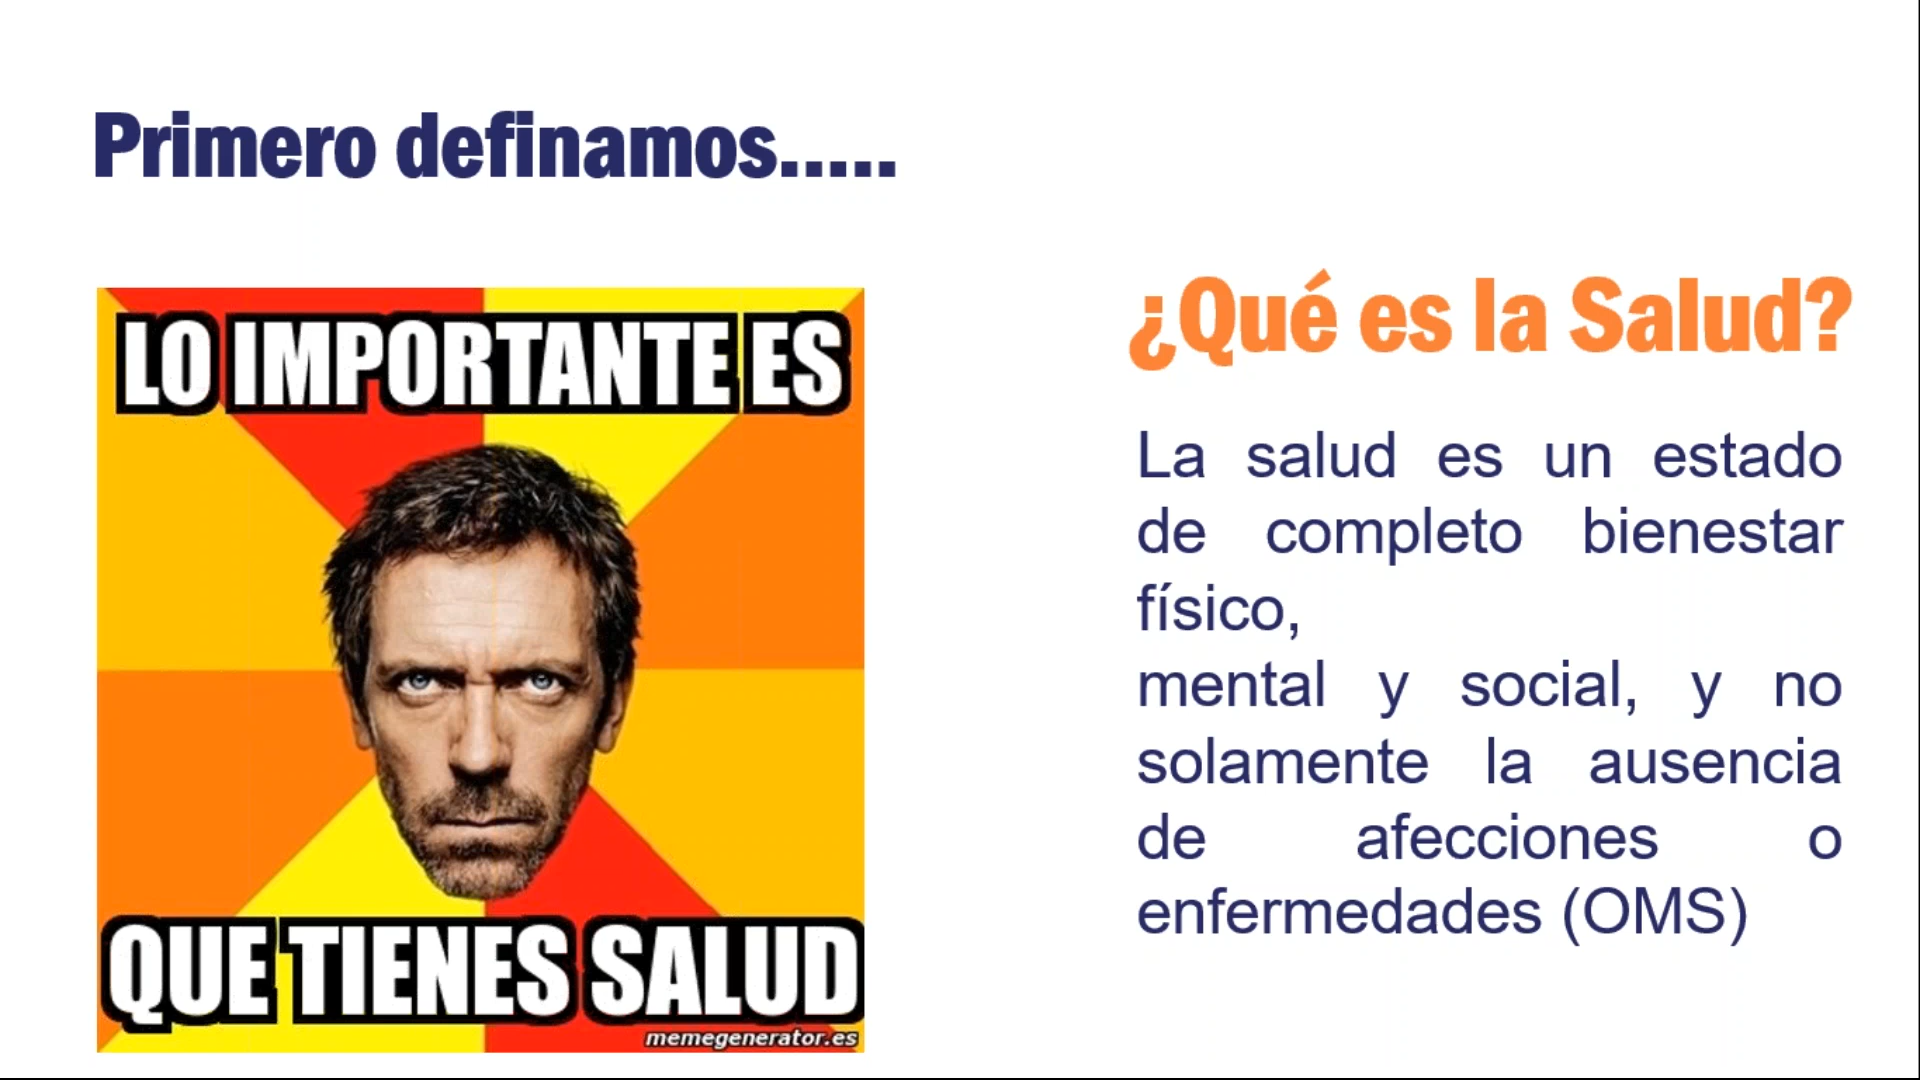 Primero definamos.....
LO IMPORTANTE ES
QUE TIENES SALUD
memegenerator.es
¿Qué es la Salud?
La salud es un estado
de completo bienestar
físico,
mental y social, y no
solamente la ausencia
de afecciones o
enfermedades (OMS)